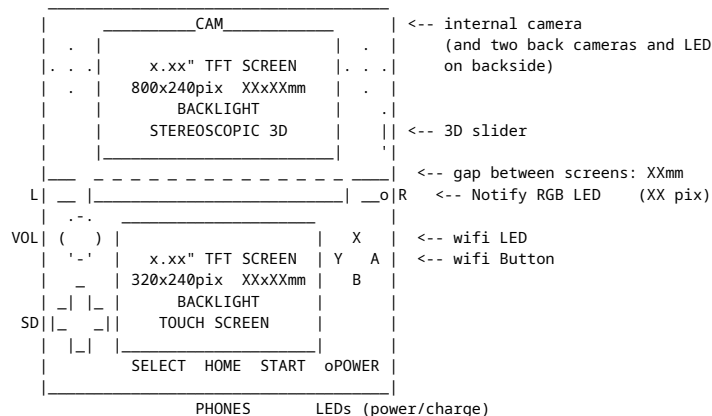 CAM <-- internal camera
(and two back cameras and LED
x.xx" TFT SCREEN on backside)
800x240pix XXxXXmm
BACKLIGHT
STEREOSCOPIC 3D <-- 3D slider
<-- gap between screens: XXmm
L R <-- Notify RGB LED (XX pix)
VOL X <-- wifi LED
x.xx" TFT SCREEN Y A <-- wifi Button
320x240pix XXxXXmm B
BACKLIGHT
SD TOUCH SCREEN
SELECT HOME START oPOWER
PHONES LEDs (power/charge)